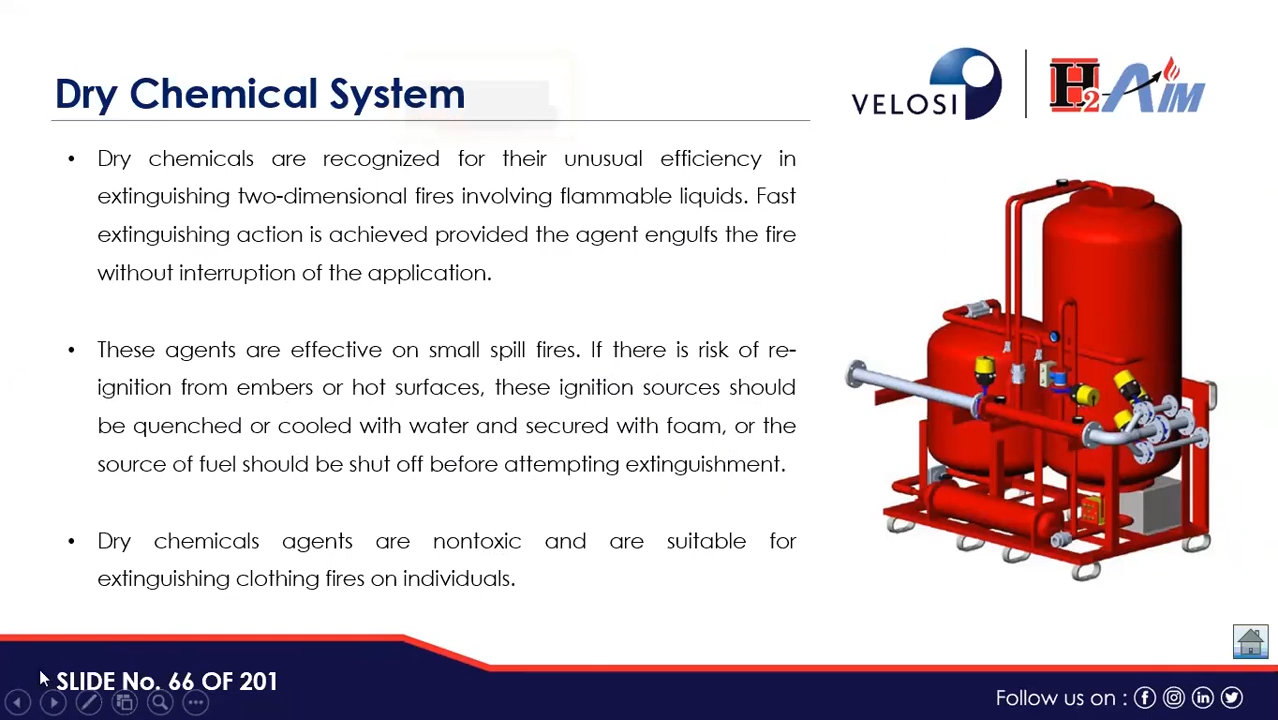 Dry Chemical System
VELOSI
H2AIM
• Dry chemicals are recognized for their unusual efficiency in
extinguishing two-dimensional fires involving flammable liquids. Fast
extinguishing action is achieved provided the agent engulfs the fire
without interruption of the application.
• These agents are effective on small spill fires. If there is risk of re-
ignition from embers or hot surfaces, these ignition sources should
be quenched or cooled with water and secured with foam, or the
source of fuel should be shut off before attempting extinguishment.
• Dry chemicals agents are nontoxic and are suitable for
extinguishing clothing fires on individuals.
SLIDE No. 66 OF 201
Follow us on :